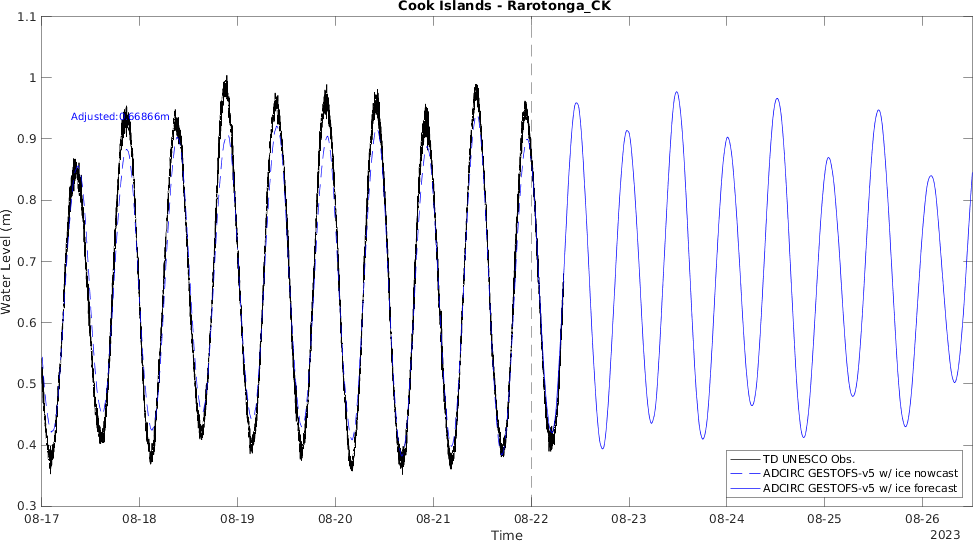 Cook Islands - Rarotonga_CK
1.1
1
0.9
0.8
0.7
0.6
0.5
0.4
0.3
Water Level (m)
Adjusted:0.66866m
TD UNESCO Obs.
ADCIRC GESTOFS-v5 w/ ice nowcast
ADCIRC GESTOFS-v5 w/ ice forecast
08-17 08-18 08-19 08-20 08-21 08-22 08-23 08-24 08-25 08-26
Time
2023